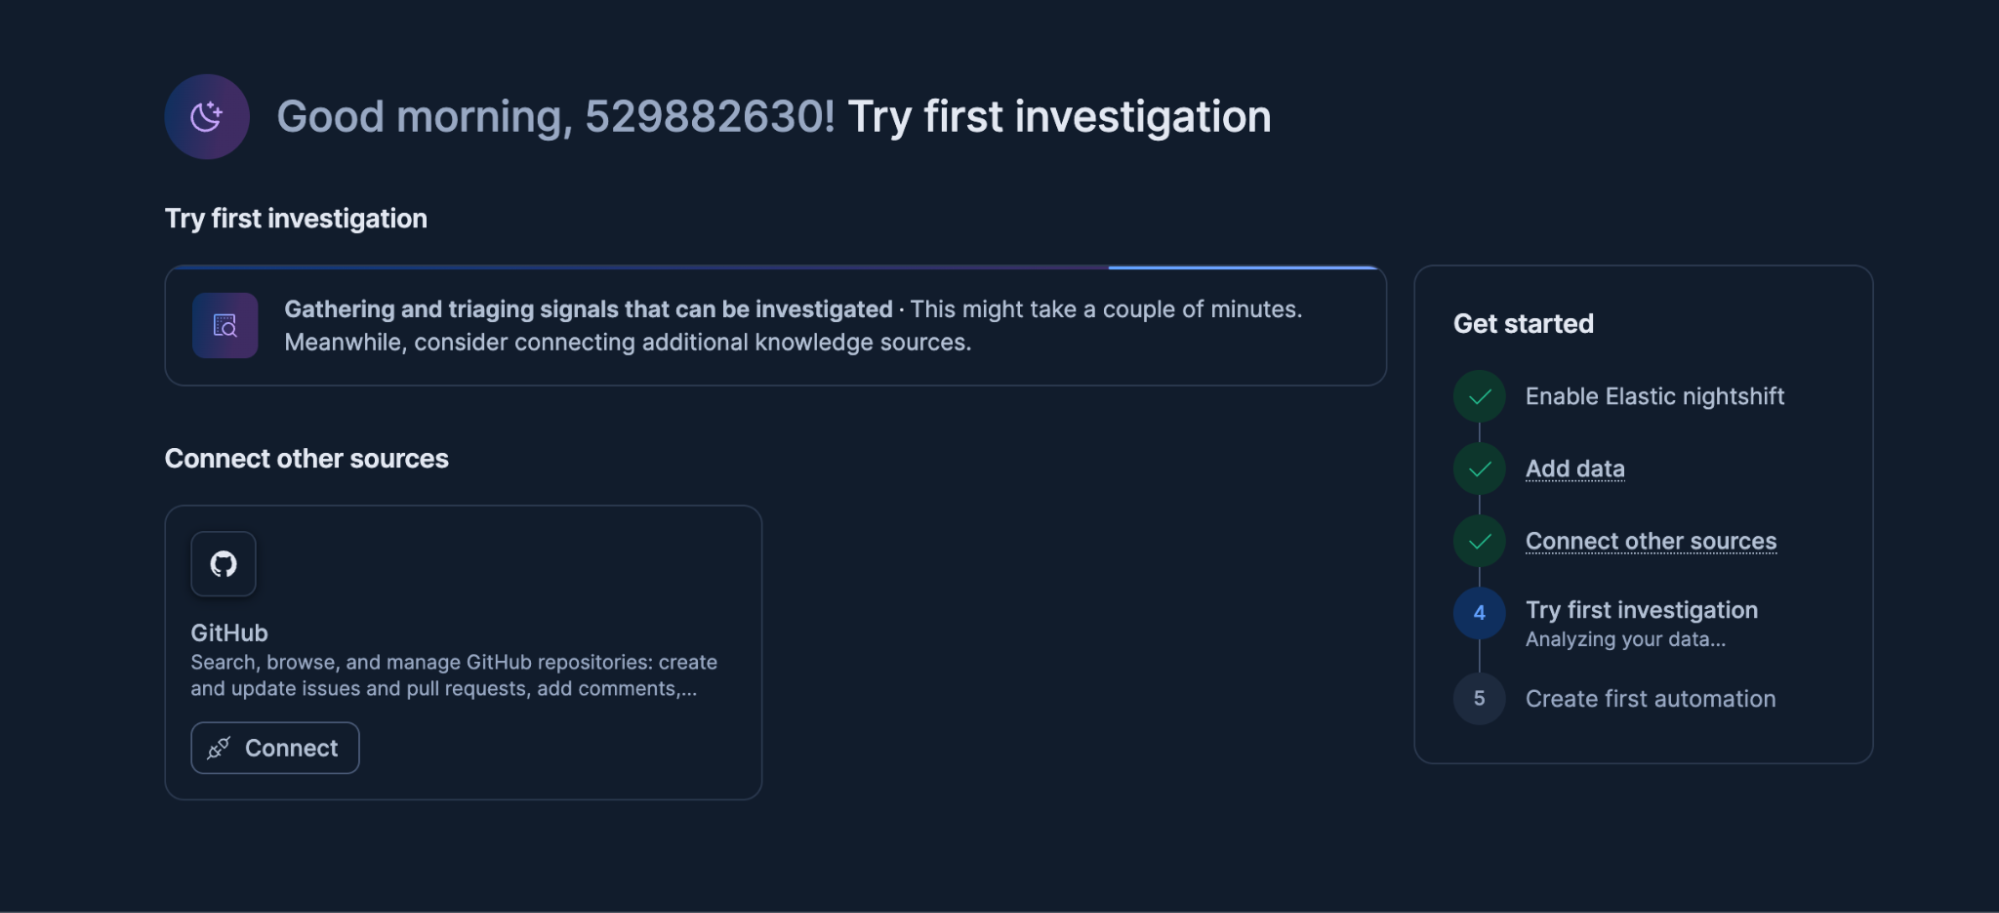 Good morning, 529882630! Try first investigation
Try first investigation
Gathering and triaging signals that can be investigated · This might take a couple of minutes.
Meanwhile, consider connecting additional knowledge sources.
Connect other sources
GitHub
Search, browse, and manage GitHub repositories: create
and update issues and pull requests, add comments,...
Connect
Get started
Enable Elastic nightshift
Add data
Connect other sources
4 Try first investigation
Analyzing your data...
5 Create first automation